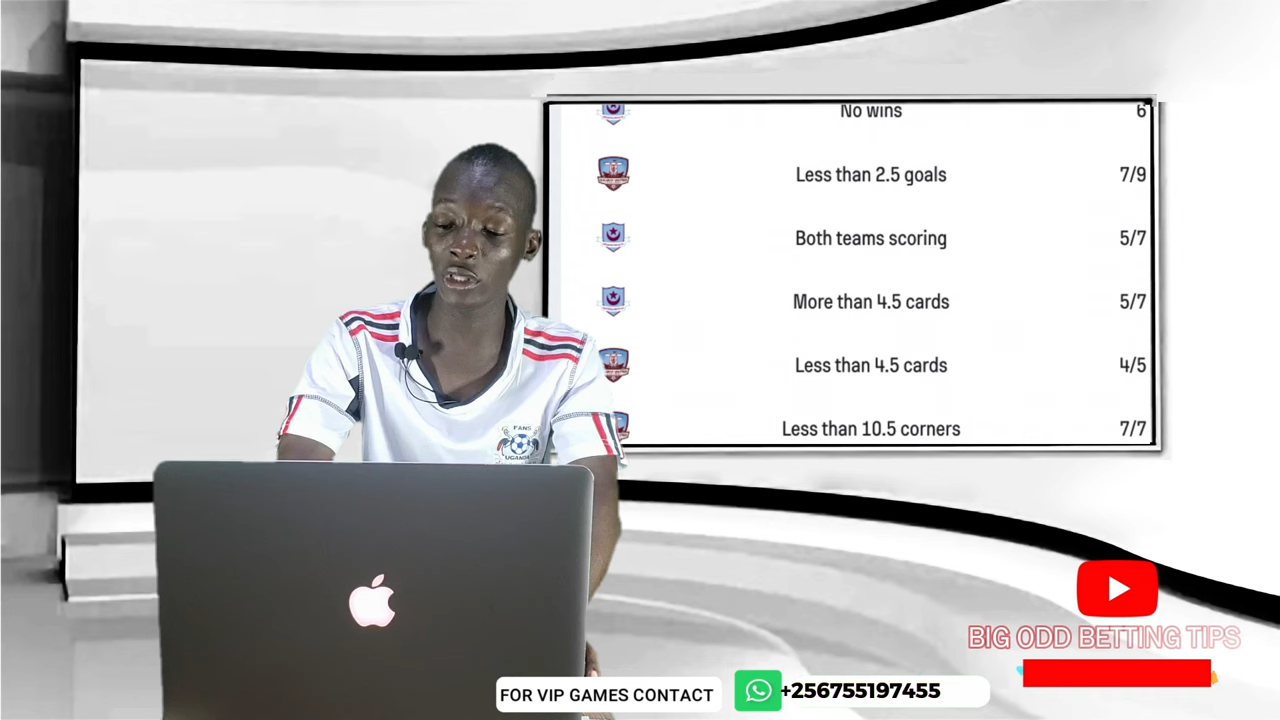 No wins 6
Less than 2.5 goals 7/9
Both teams scoring 5/7
More than 4.5 cards 5/7
Less than 4.5 cards 4/5
Less than 10.5 corners 7/7
FANS
UGANDA
BIG ODD BETTING TIPS
FOR VIP GAMES CONTACT
+256755197455